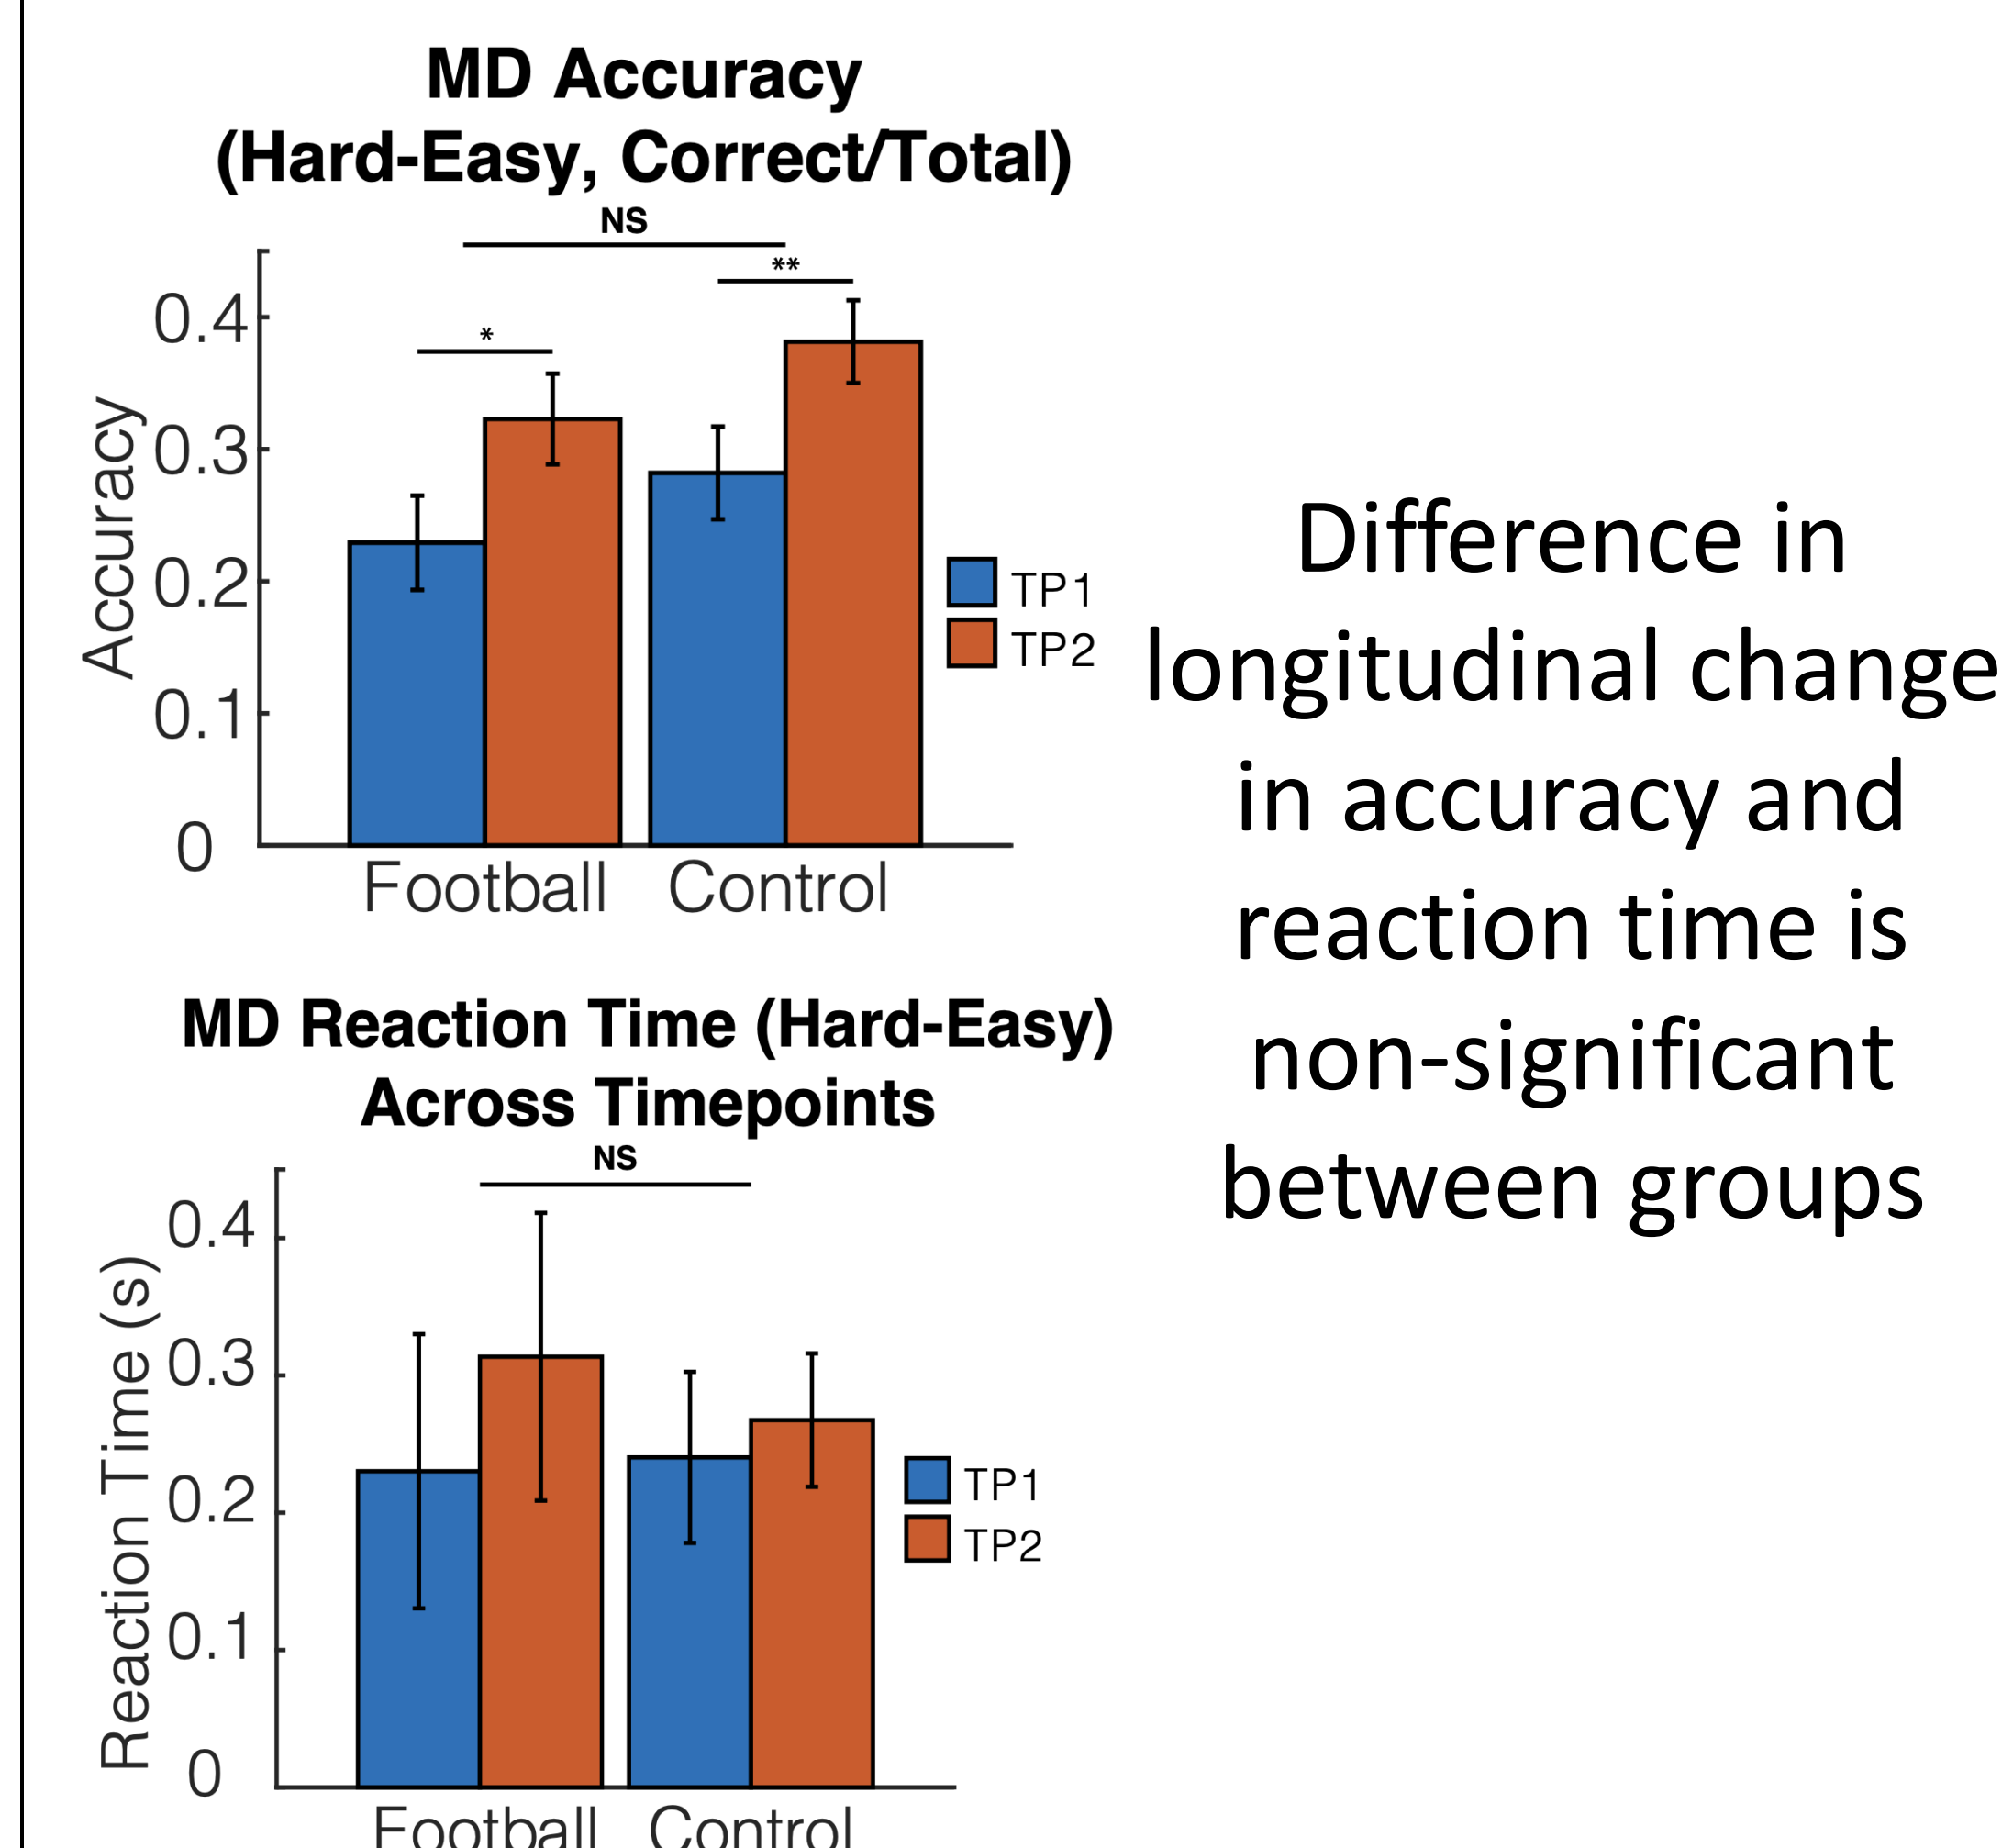 MD Accuracy
(Hard-Easy, Correct/Total)
NS
**
*
0.4
0.3
0.2
0.1
0
Accuracy
TP1
TP2
Football Control
MD Reaction Time (Hard-Easy)
Across Timepoints
NS
0.4
0.3
0.2
0.1
0
Reaction Time (s)
TP1
TP2
Football Control
Difference in
longitudinal change
in accuracy and
reaction time is
non-significant
between groups